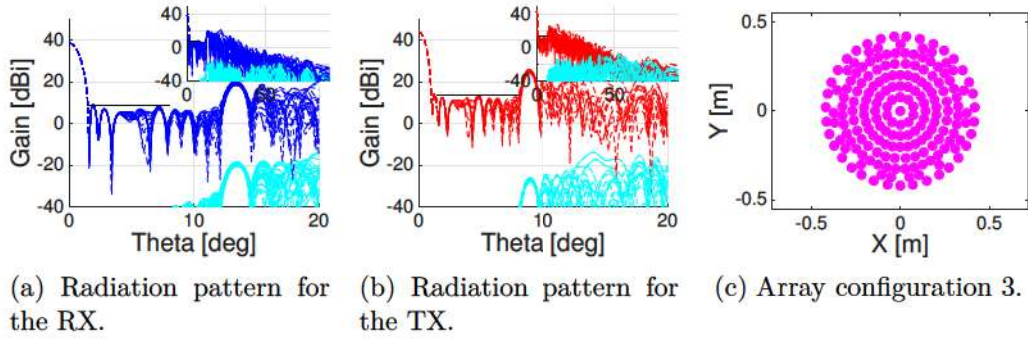 40
20
0
-20
-40
Gain [dBi]
0
10
20
Theta [deg]
40
0
-40
0
50
40
20
0
-20
-40
Gain [dBi]
0
10
20
Theta [deg]
40
0
-40
0
50
0.5
0
-0.5
Y [m]
-0.5
0
0.5
X [m]
(a) Radiation pattern for
the RX.
(b) Radiation pattern for
the TX.
(c) Array configuration 3.